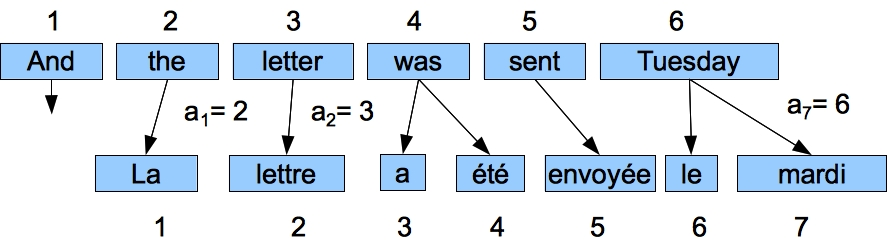 1 2 3 4 5 6
And the letter was sent Tuesday
a₁= 2 a₂= 3 a₇= 6
La lettre a été envoyée le mardi
1 2 3 4 5 6 7